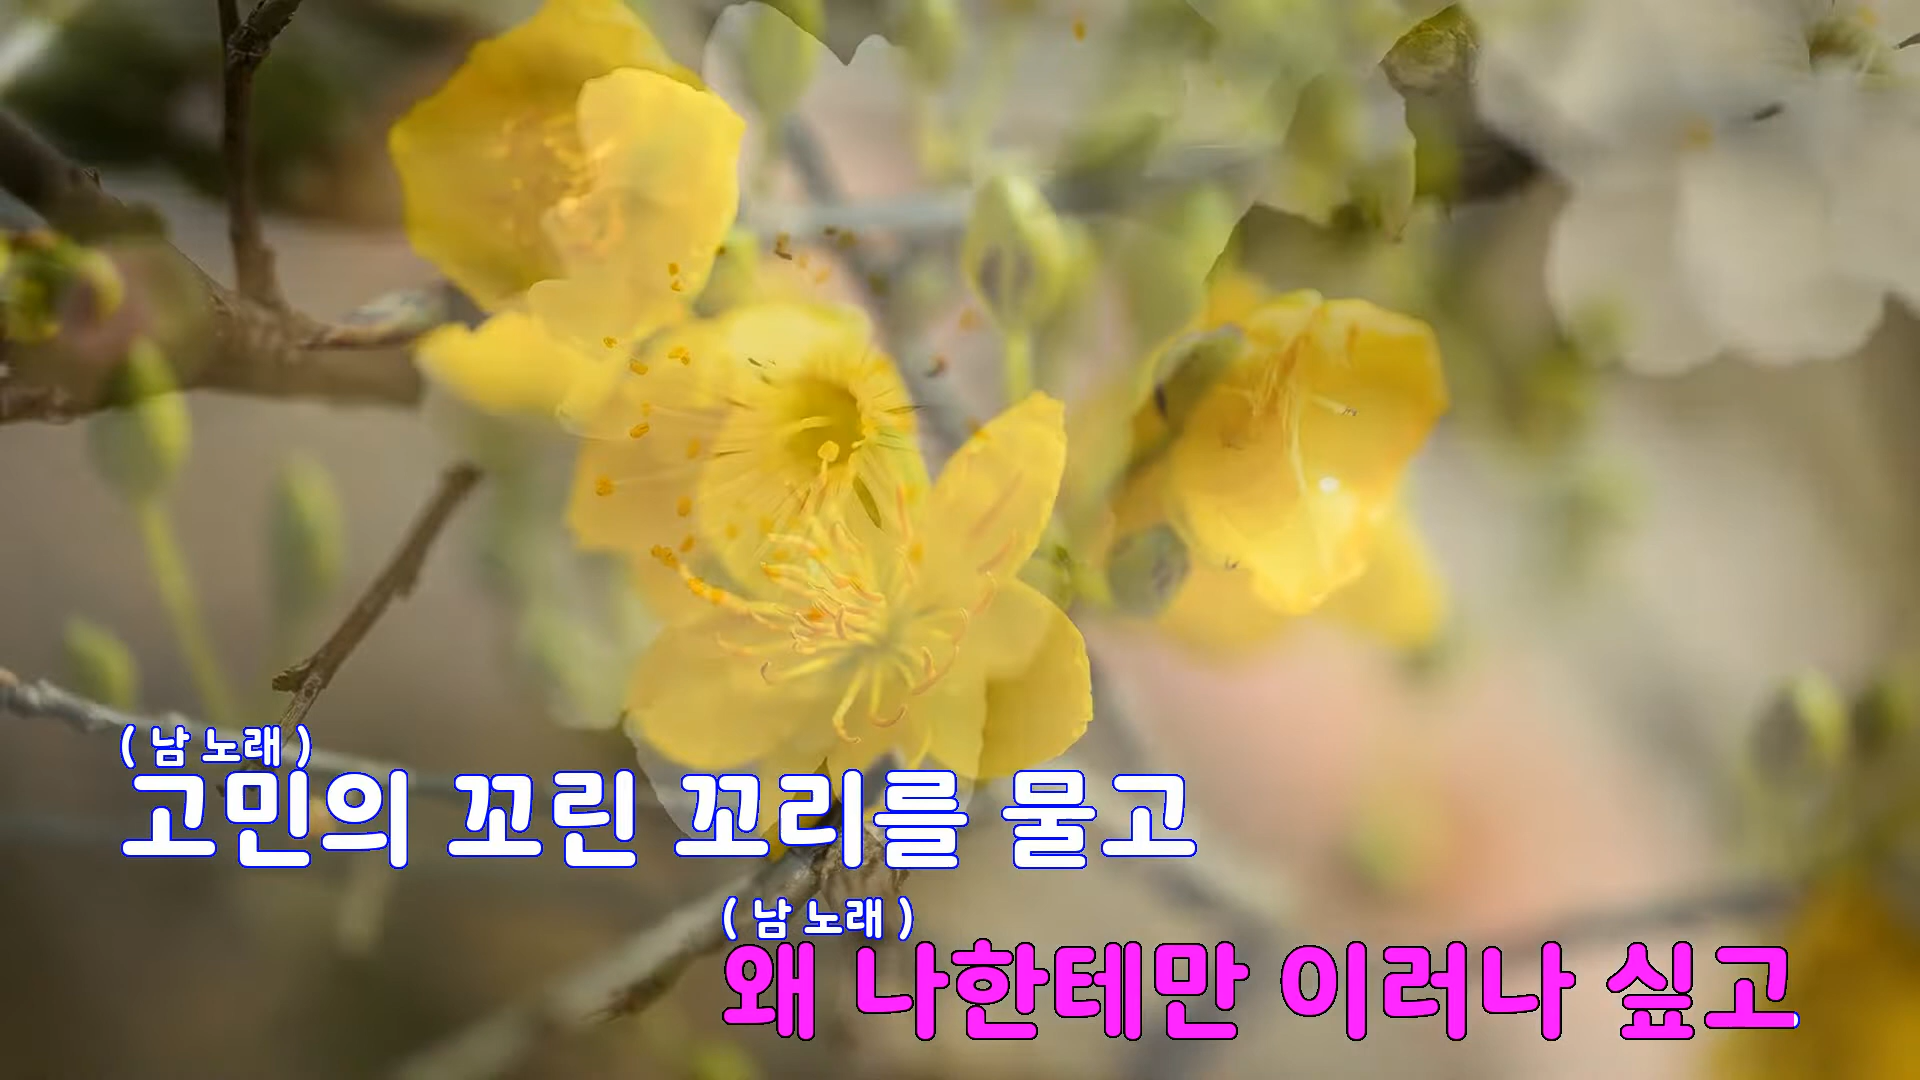 ( 남 노래 )
고민의 꼬린 꼬리를 물고
( 남 노래 )
왜 나한테만 이러나 싶고